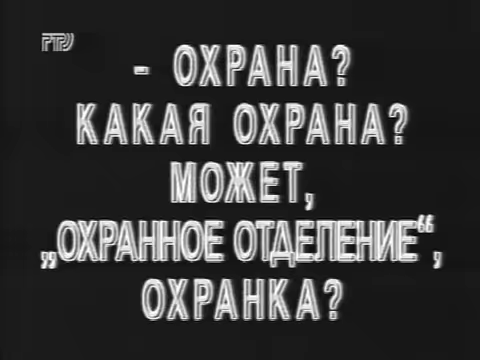 РТР
- ОХРАНА?
КАКАЯ ОХРАНА?
МОЖЕТ,
„ОХРАННОЕ ОТДЕЛЕНИЕ“,
ОХРАНКА?